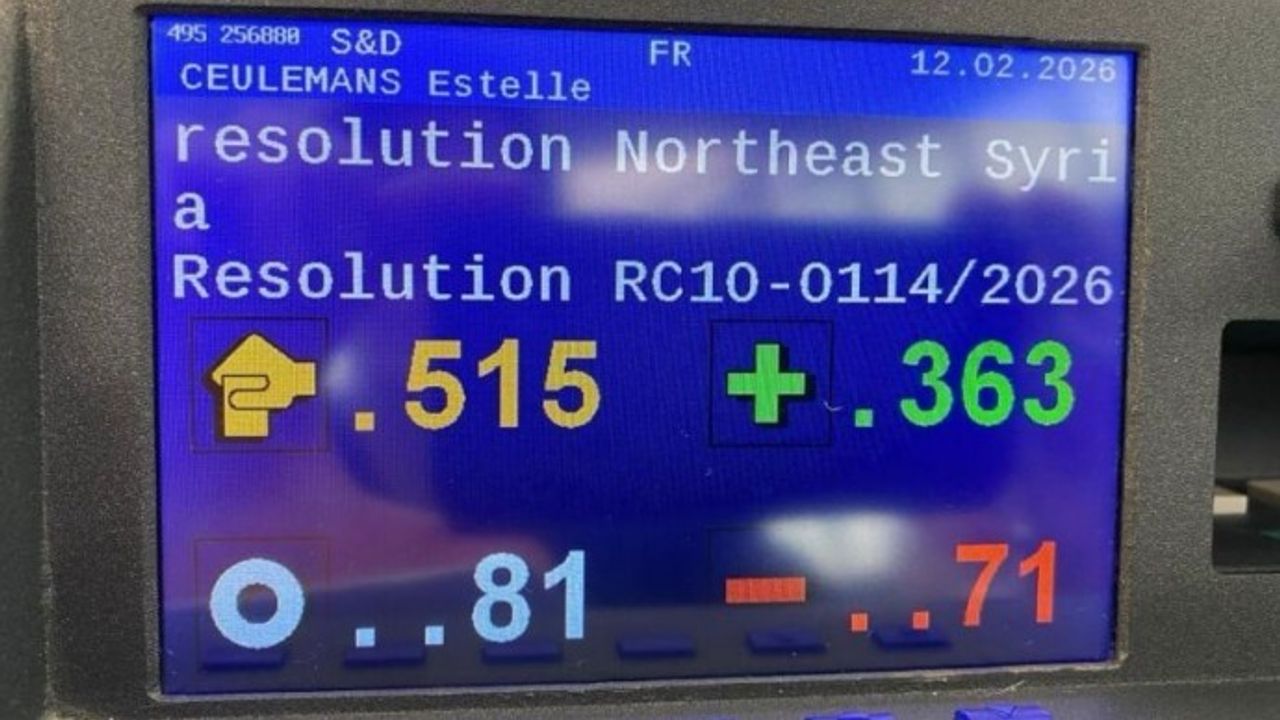 495 256880 S&D FR 12.02.2026
CEULEMANS Estelle
resolution Northeast Syri
a
Resolution RC10-0114/2026
.515 + .363
..81 - ..71